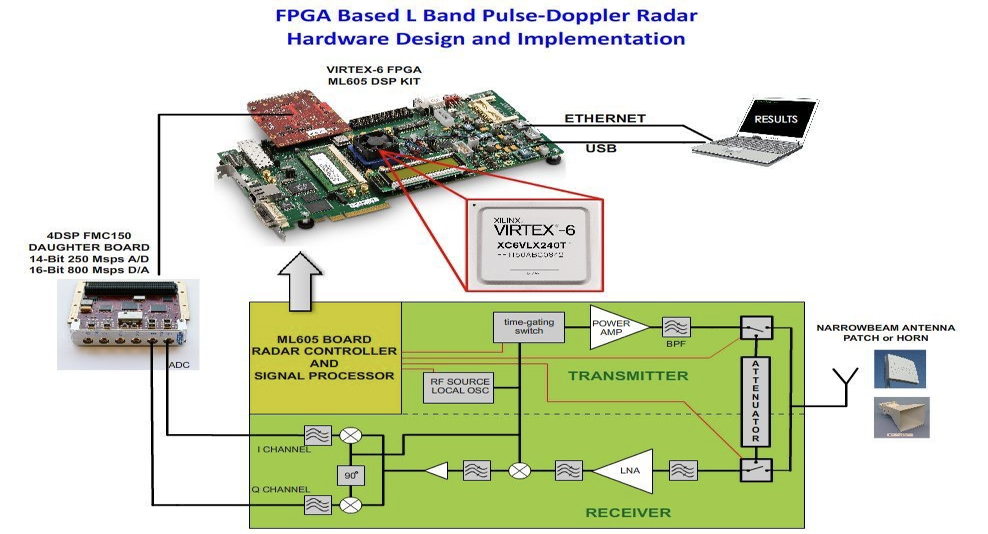 FPGA Based L Band Pulse-Doppler Radar
Hardware Design and Implementation
VIRTEX-6 FPGA
ML605 DSP KIT
ETHERNET
USB
RESULTS
XILINX
VIRTEX-6
XC6VLX240T
4DSP FMC150
DAUGHTER BOARD
14-Bit 250 Msps A/D
16-Bit 800 Msps D/A
ADC
ML605 BOARD
RADAR CONTROLLER
AND
SIGNAL PROCESSOR
time-gating
switch
POWER
AMP
BPF
RF SOURCE
LOCAL OSC
TRANSMITTER
ATTENUATOR
NARROWBEAM ANTENNA
PATCH or HORN
I CHANNEL
90°
Q CHANNEL
LNA
RECEIVER